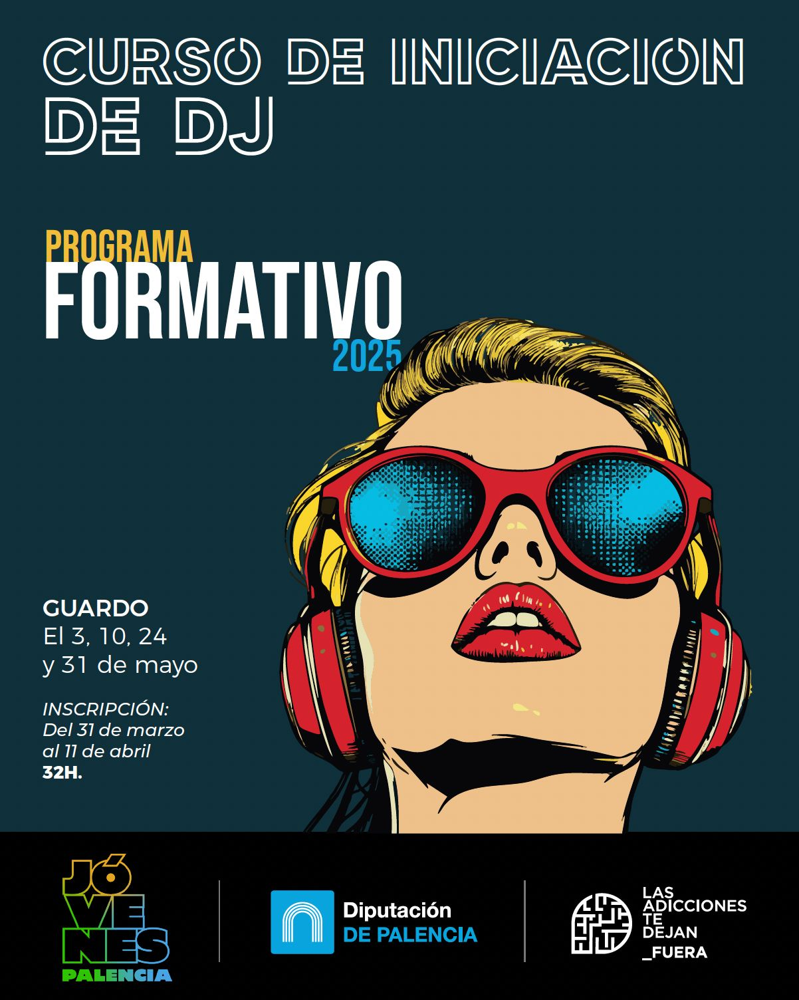 CURSO DE INICIACION
DE DJ
PROGRAMA
FORMATIVO
2025
GUARDO
El 3, 10, 24
y 31 de mayo
INSCRIPCIÓN:
Del 31 de marzo
al 11 de abril
32H.
JÓ
VE
NES
PALENCIA
Diputación
DE PALENCIA
LAS
ADICCIONES
TE
DEJAN
_FUERA